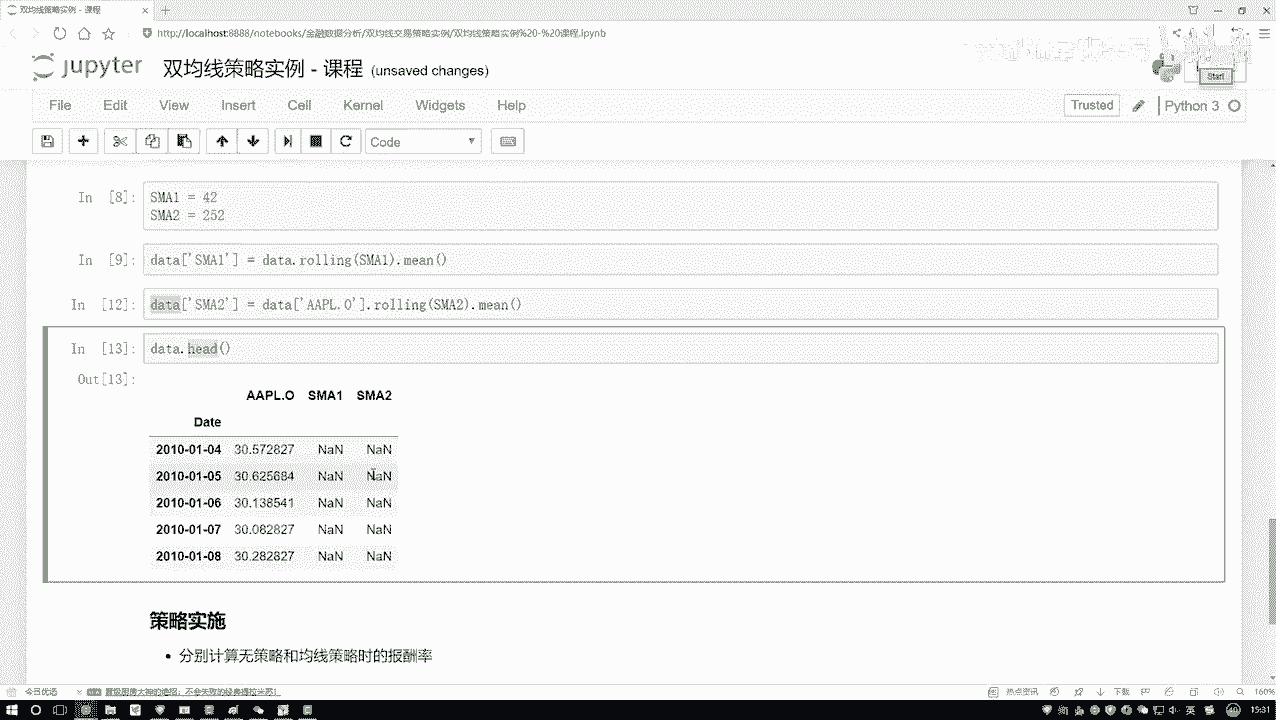 双均线策略实例 - 课程
http://localhost:8888/notebooks/金融数据分析/双均线交易策略实例/双均线策略实例%20-%20课程.ipynb
jupyter 双均线策略实例 - 课程 (unsaved changes)
Start
File Edit View Insert Cell Kernel Widgets Help
Trusted
Python 3
Code
In [8]:
SMA1 = 42
SMA2 = 252
In [9]: data['SMA1'] = data.rolling(SMA1).mean()
In [12]: data['SMA2'] = data['AAPL.O'].rolling(SMA2).mean()
In [13]: data.head()
Out[13]:
AAPL.O SMA1 SMA2
Date
2010-01-04 30.572827 NaN NaN
2010-01-05 30.625684 NaN NaN
2010-01-06 30.138541 NaN NaN
2010-01-07 30.082827 NaN NaN
2010-01-08 30.282827 NaN NaN
策略实施
• 分别计算无策略和均线策略时的报酬率
今日优选
热点资讯
下载
160%
英
15:31